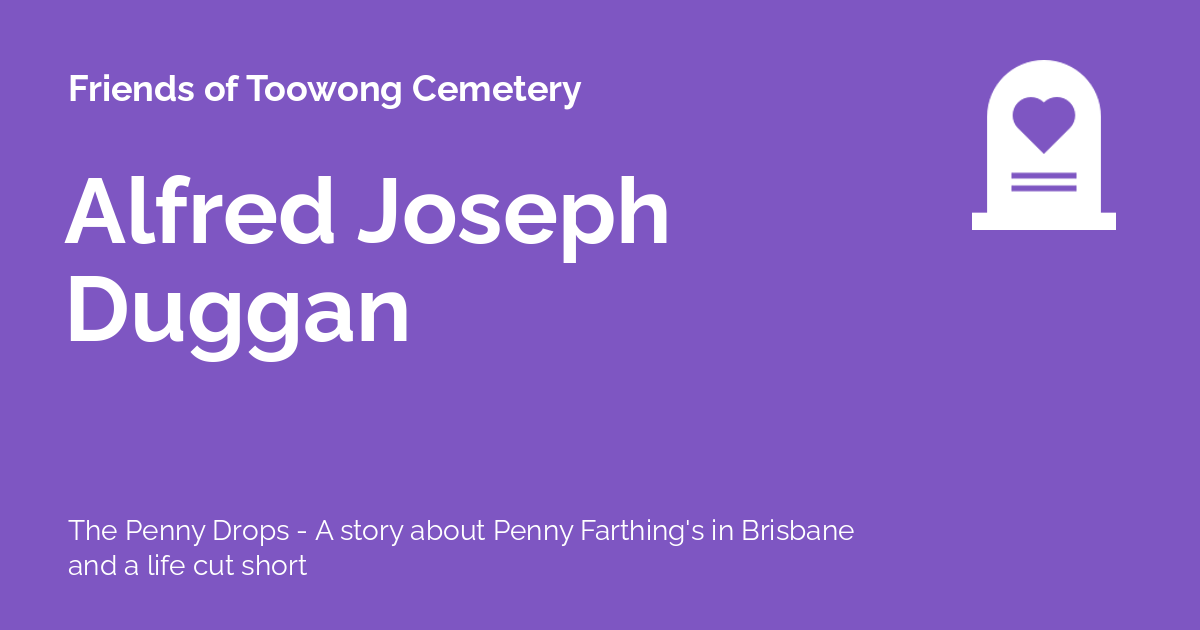 Friends of Toowong Cemetery
Alfred Joseph
Duggan
The Penny Drops - A story about Penny Farthing's in Brisbane
and a life cut short